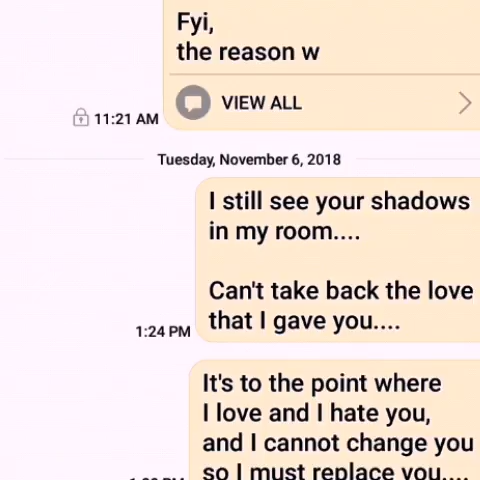 Fyi,
the reason w
VIEW ALL
11:21 AM
Tuesday, November 6, 2018
I still see your shadows
in my room....
Can't take back the love
that I gave you....
1:24 PM
It's to the point where
I love and I hate you,
and I cannot change you
so I must replace you....